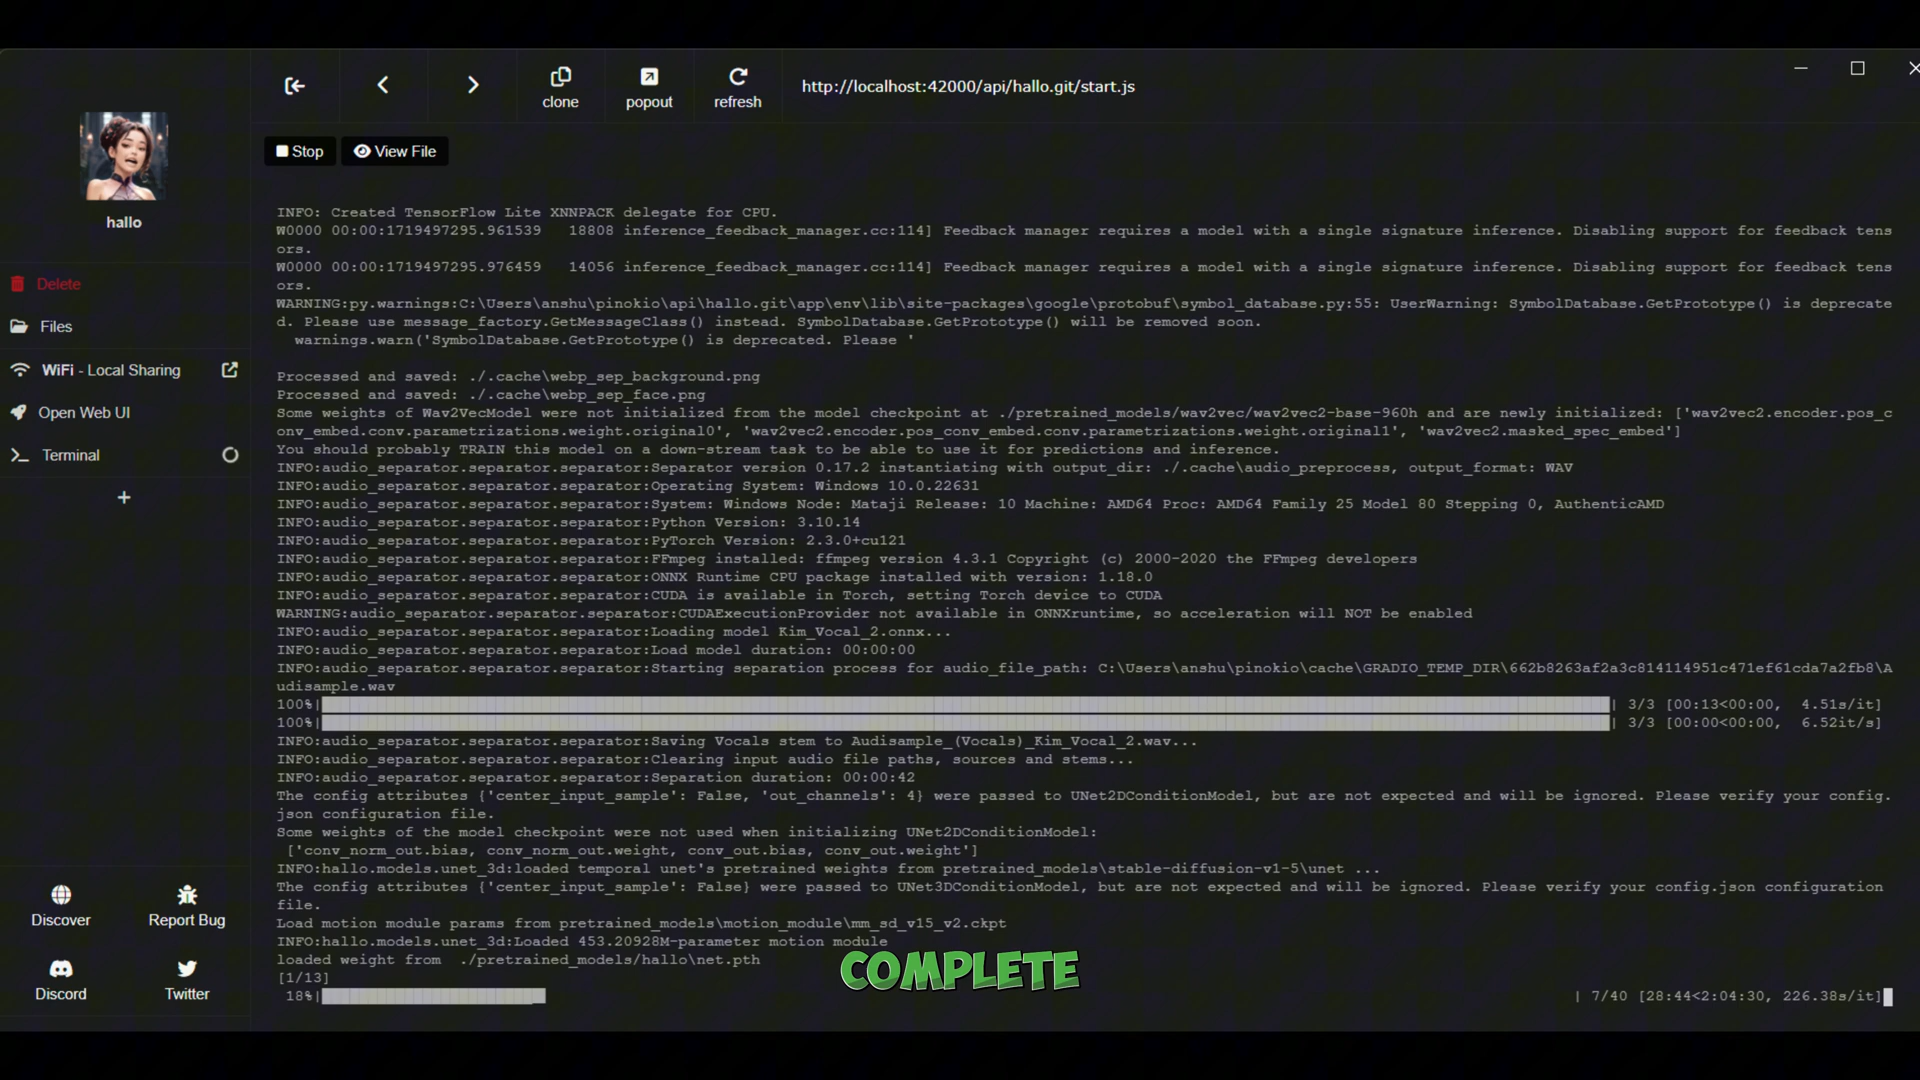 clone
popout
refresh
http://localhost:42000/api/hallo.git/start.js
Stop
View File
hallo
Delete
Files
WiFi - Local Sharing
Open Web UI
Terminal
Discover
Report Bug
Discord
Twitter
INFO: Created TensorFlow Lite XNNPACK delegate for CPU.
W0000 00:00:1719497295.961539   18808 inference_feedback_manager.cc:114] Feedback manager requires a model with a single signature inference. Disabling support for feedback tens
ors.
W0000 00:00:1719497295.976459   14056 inference_feedback_manager.cc:114] Feedback manager requires a model with a single signature inference. Disabling support for feedback tens
ors.
WARNING:py.warnings:C:\Users\anshu\pinokio\api\hallo.git\app\env\lib\site-packages\google\protobuf\symbol_database.py:55: UserWarning: SymbolDatabase.GetPrototype() is deprecate
d. Please use message_factory.GetMessageClass() instead. SymbolDatabase.GetPrototype() will be removed soon.
warnings.warn('SymbolDatabase.GetPrototype() is deprecated. Please '
Processed and saved: ./.cache\webp_sep_background.png
Processed and saved: ./.cache\webp_sep_face.png
Some weights of Wav2VecModel were not initialized from the model checkpoint at ./pretrained_models/wav2vec/wav2vec2-base-960h and are newly initialized: ['wav2vec2.encoder.pos_c
onv_embed.conv.parametrizations.weight.original0', 'wav2vec2.encoder.pos_conv_embed.conv.parametrizations.weight.original1', 'wav2vec2.masked_spec_embed']
You should probably TRAIN this model on a down-stream task to be able to use it for predictions and inference.
INFO:audio_separator.separator.separator:Separator version 0.17.2 instantiating with output_dir: ./.cache\audio_preprocess, output_format: WAV
INFO:audio_separator.separator.separator:Operating System: Windows 10.0.22631
INFO:audio_separator.separator.separator:System: Windows Node: Mataji Release: 10 Machine: AMD64 Proc: AMD64 Family 25 Model 80 Stepping 0, AuthenticAMD
INFO:audio_separator.separator.separator:Python Version: 3.10.14
INFO:audio_separator.separator.separator:PyTorch Version: 2.3.0+cu121
INFO:audio_separator.separator.separator:FFmpeg installed: ffmpeg version 4.3.1 Copyright (c) 2000-2020 the FFmpeg developers
INFO:audio_separator.separator.separator:ONNX Runtime CPU package installed with version: 1.18.0
INFO:audio_separator.separator.separator:CUDA is available in Torch, setting Torch device to CUDA
WARNING:audio_separator.separator.separator:CUDAExecutionProvider not available in ONNXruntime, so acceleration will NOT be enabled
INFO:audio_separator.separator.separator:Loading model Kim_Vocal_2.onnx...
INFO:audio_separator.separator.separator:Load model duration: 00:00:00
INFO:audio_separator.separator.separator:Starting separation process for audio_file_path: C:\Users\anshu\pinokio\cache\GRADIO_TEMP_DIR\662b8263af2a3c814114951c471ef61cda7a2fb8\A
udisample.wav
100%| | 3/3 [00:13<00:00,  4.51s/it]
100%| | 3/3 [00:00<00:00,  6.52it/s]
INFO:audio_separator.separator.separator:Saving Vocals stem to Audisample_(Vocals)_Kim_Vocal_2.wav...
INFO:audio_separator.separator.separator:Clearing input audio file paths, sources and stems...
INFO:audio_separator.separator.separator:Separation duration: 00:00:42
The config attributes {'center_input_sample': False, 'out_channels': 4} were passed to UNet2DConditionModel, but are not expected and will be ignored. Please verify your config.
json configuration file.
Some weights of the model checkpoint were not used when initializing UNet2DConditionModel:
['conv_norm_out.bias, conv_norm_out.weight, conv_out.bias, conv_out.weight']
INFO:hallo.models.unet_3d:loaded temporal unet's pretrained weights from pretrained_models\stable-diffusion-v1-5\unet ...
The config attributes {'center_input_sample': False} were passed to UNet3DConditionModel, but are not expected and will be ignored. Please verify your config.json configuration
file.
Load motion module params from pretrained_models\motion_module\mm_sd_v15_v2.ckpt
INFO:hallo.models.unet_3d:Loaded 453.20928M-parameter motion module
loaded weight from  ./pretrained_models/hallo\net.pth
COMPLETE
[1/13]
18%| | 7/40 [28:44<2:04:30, 226.38s/it]